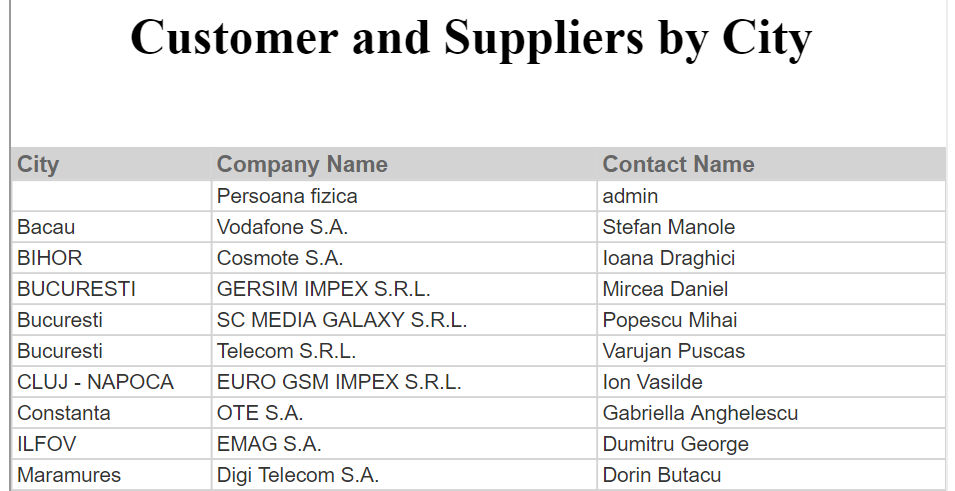 Customer and Suppliers by City
City Company Name Contact Name
Persoana fizica admin
Bacau Vodafone S.A. Stefan Manole
BIHOR Cosmote S.A. Ioana Draghici
BUCURESTI GERSIM IMPEX S.R.L. Mircea Daniel
Bucuresti SC MEDIA GALAXY S.R.L. Popescu Mihai
Bucuresti Telecom S.R.L. Varujan Puscas
CLUJ - NAPOCA EURO GSM IMPEX S.R.L. Ion Vasilde
Constanta OTE S.A. Gabriella Anghelescu
ILFOV EMAG S.A. Dumitru George
Maramures Digi Telecom S.A. Dorin Butacu